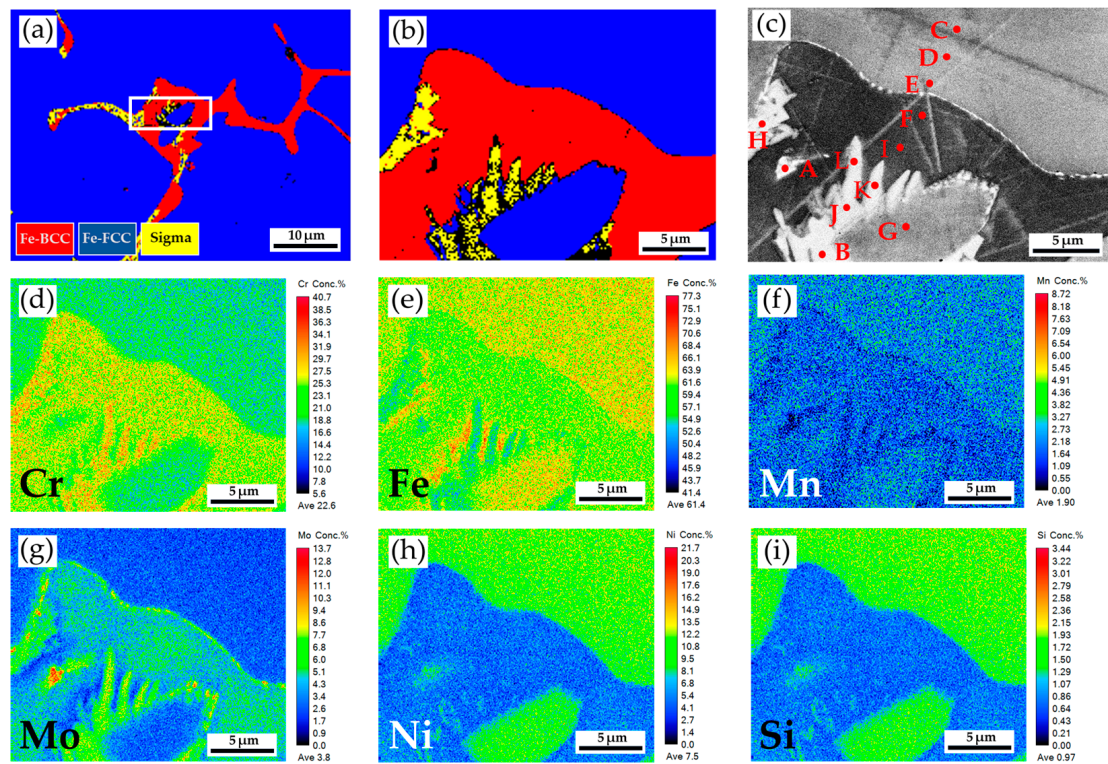 (a)
Fe-BCC Fe-FCC Sigma 10 μm
(b)
5 μm
(c)
C
D
E
F
H
I
L
A
K
J
G
B
5 μm
(d)
Cr Conc.%
40.7
38.5
36.3
34.1
31.9
29.7
27.5
25.3
23.1
21.0
18.8
16.6
14.4
12.2
10.0
7.8
5.6
Ave 22.6
Cr
5 μm
(e)
Fe Conc.%
77.3
75.1
72.9
70.6
68.4
66.1
63.9
61.6
59.4
57.1
54.9
52.6
50.4
48.2
45.9
43.7
41.4
Ave 61.4
Fe
5 μm
(f)
Mn Conc.%
8.72
8.18
7.63
7.09
6.54
6.00
5.45
4.91
4.36
3.82
3.27
2.73
2.18
1.64
1.09
0.55
0.00
Ave 1.90
Mn
5 μm
(g)
Mo Conc.%
13.7
12.8
12.0
10.3
9.4
8.6
7.7
6.8
6.0
5.1
4.3
3.4
2.6
1.7
0.9
0.0
Ave 3.8
Mo
5 μm
(h)
Ni Conc.%
21.7
20.3
19.0
17.6
16.3
14.9
13.5
12.2
10.8
9.5
8.1
6.8
5.4
4.1
2.7
1.4
0.0
Ave 7.5
Ni
5 μm
(i)
Si Conc.%
3.44
3.22
3.01
2.79
2.58
2.36
2.15
1.93
1.72
1.50
1.29
1.07
0.86
0.64
0.43
0.21
0.00
Ave 0.97
Si
5 μm